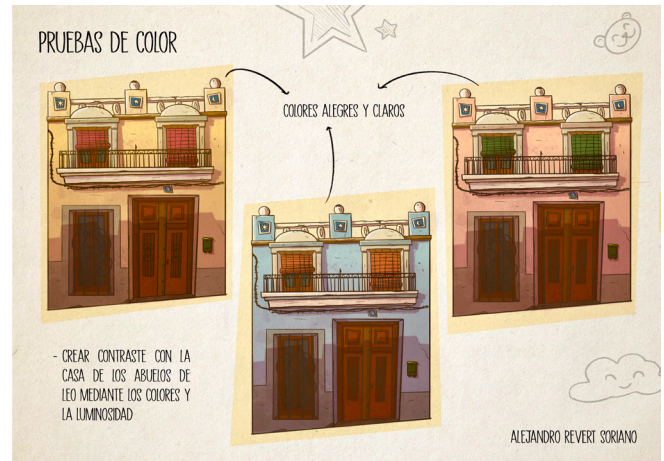 PRUEBAS DE COLOR
COLORES ALEGRES Y CLAROS
- CREAR CONTRASTE CON LA
CASA DE LOS ABUELOS DE
LEO MEDIANTE LOS COLORES Y
LA LUMINOSIDAD
ALEJANDRO REVERT SORIANO